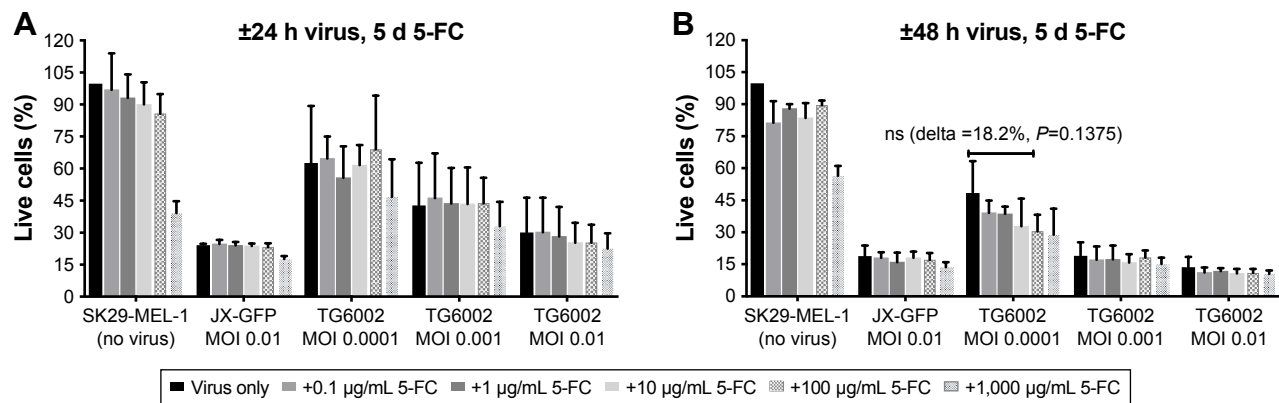 A
±24 h virus, 5 d 5-FC
Live cells (%)
120
105
90
75
60
45
30
15
0
SK29-MEL-1
(no virus)
JX-GFP
MOI 0.01
TG6002
MOI 0.0001
TG6002
MOI 0.001
TG6002
MOI 0.01
B
±48 h virus, 5 d 5-FC
Live cells (%)
120
105
90
75
60
45
30
15
0
ns (delta =18.2%, P=0.1375)
SK29-MEL-1
(no virus)
JX-GFP
MOI 0.01
TG6002
MOI 0.0001
TG6002
MOI 0.001
TG6002
MOI 0.01
Virus only +0.1 µg/mL 5-FC +1 µg/mL 5-FC +10 µg/mL 5-FC +100 µg/mL 5-FC +1,000 µg/mL 5-FC